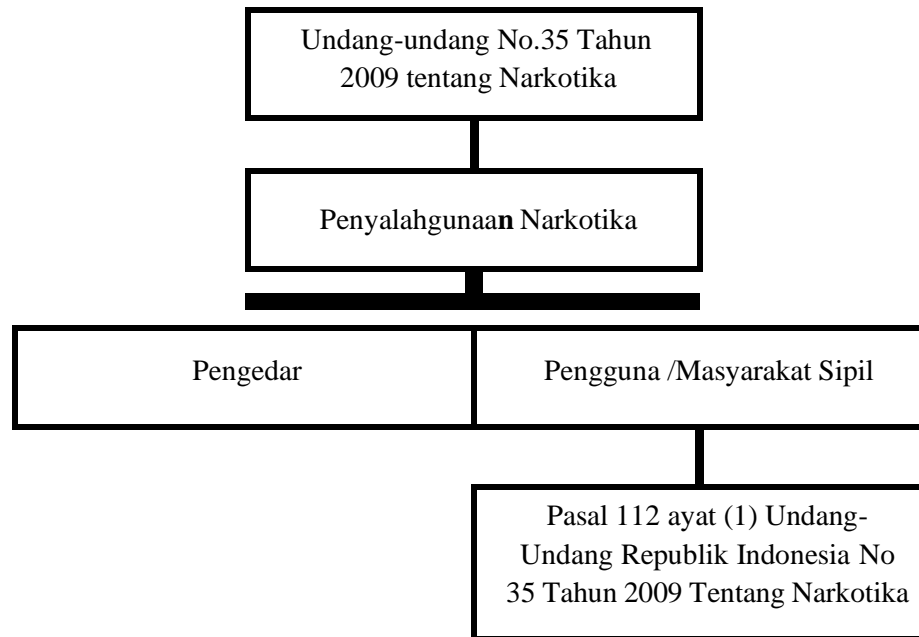 Undang-undang No.35 Tahun
2009 tentang Narkotika
Penyalahgunaan Narkotika
Pengedar
Pengguna /Masyarakat Sipil
Pasal 112 ayat (1) Undang-
Undang Republik Indonesia No
35 Tahun 2009 Tentang Narkotika